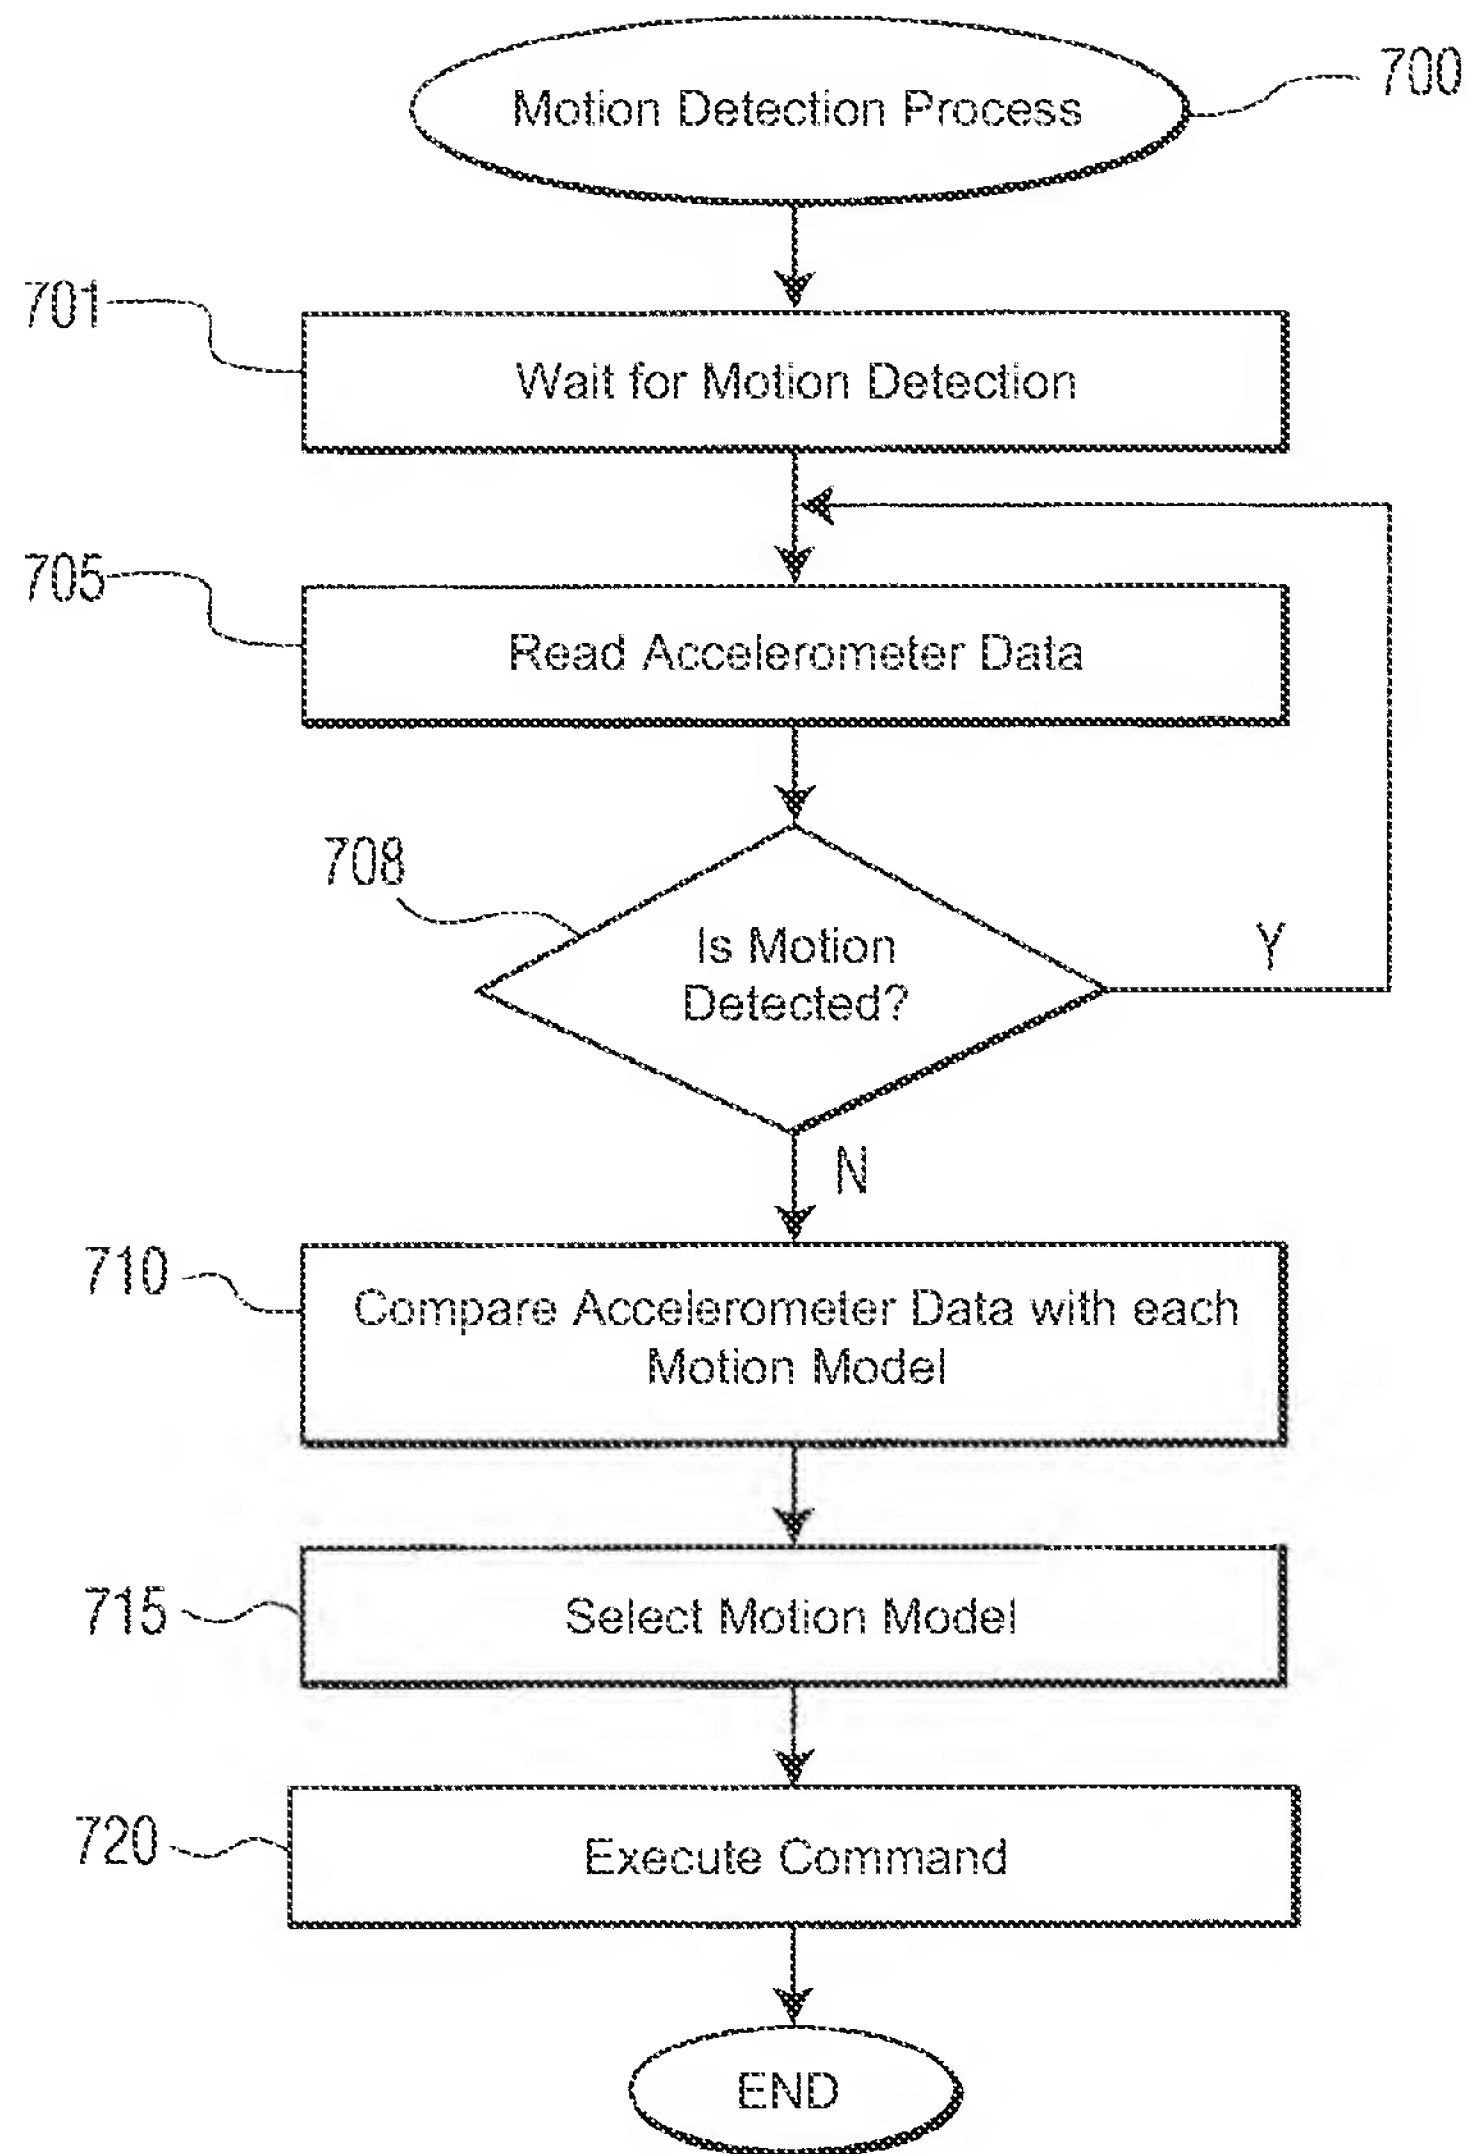 Motion Detection Process
700
701
Wait for Motion Detection
705
Read Accelerometer Data
708
Is Motion
Detected?
Y
N
710
Compare Accelerometer Data with each
Motion Model
715
Select Motion Model
720
Execute Command
END